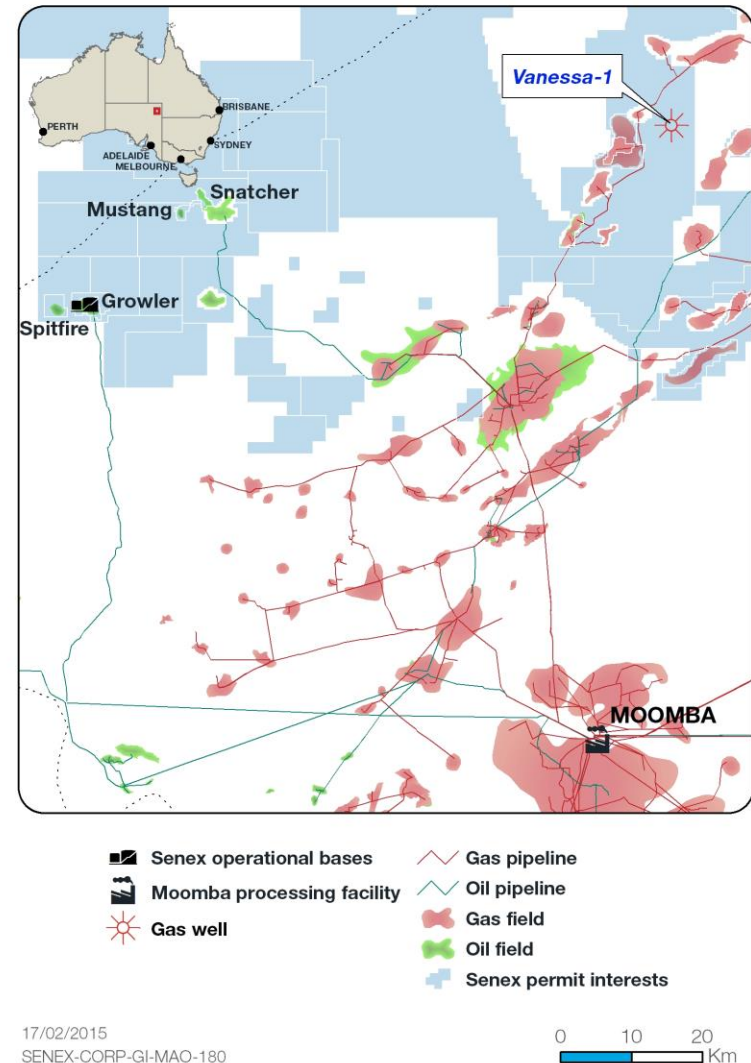 Vanessa-1
BRISBANE
PERTH
SYDNEY
ADELAIDE
MELBOURNE
Snatcher
Mustang
Growler
Spitfire
MOOMBA
Senex operational bases
Moomba processing facility
Gas well
Gas pipeline
Oil pipeline
Gas field
Oil field
Senex permit interests
17/02/2015
SENEX-CORP-GI-MAO-180
0 10 20
Km